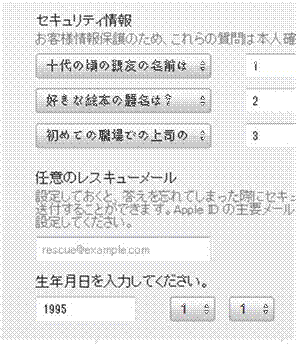 セキュリティ情報
お客様情報保護のため、これらの質問は本人確
十代の頃の親友の名前は 1
好きな絵本の題名は？ 2
初めての職場での上司の 3
任意のレスキューメール
設定しておくと、答えを忘れてしまった時にセキュ
送付することができます。Apple IDの主要メール
設定してください。
rescue@example.com
生年月日を入力してください。
1995 1 1